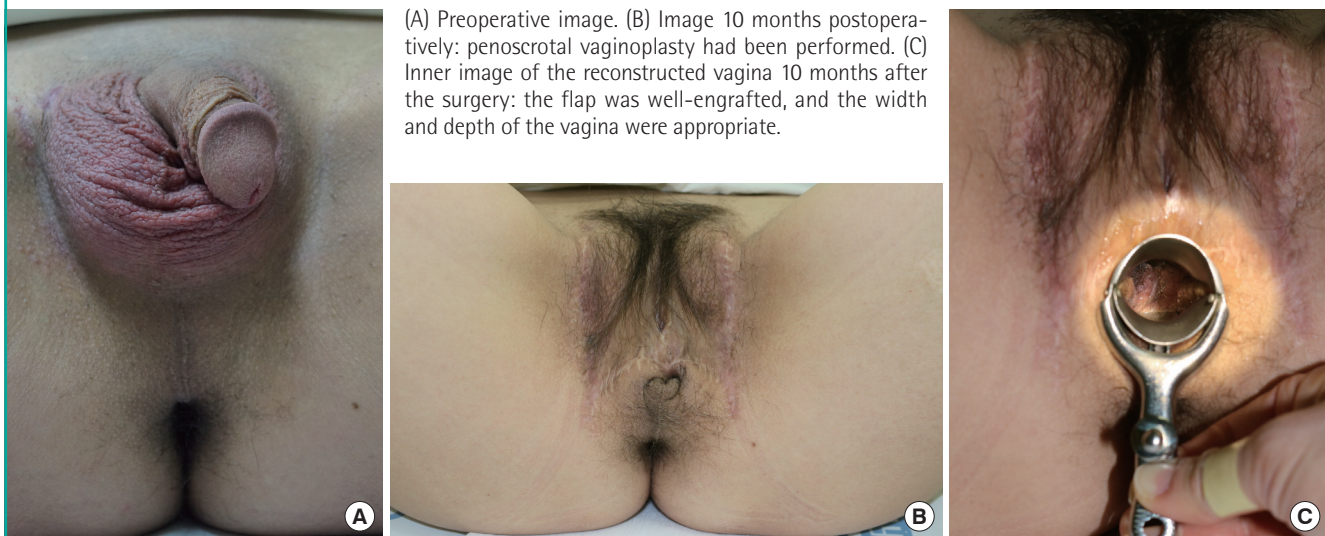 (A) Preoperative image. (B) Image 10 months postopera-
tively: penoscrotal vaginoplasty had been performed. (C)
Inner image of the reconstructed vagina 10 months after
the surgery: the flap was well-engrafted, and the width
and depth of the vagina were appropriate.
A
B
C